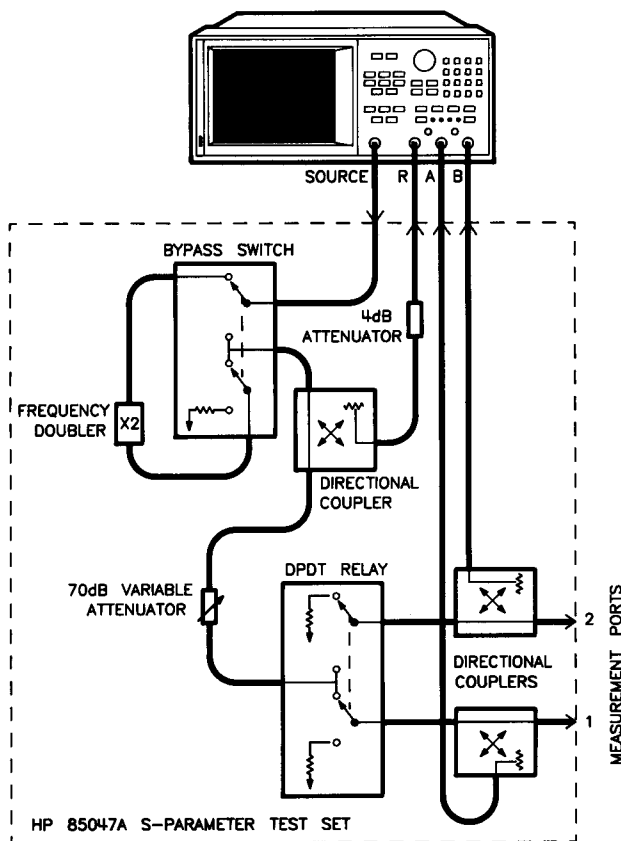 SOURCE R A B
BYPASS SWITCH
4dB
ATTENUATOR
FREQUENCY
DOUBLER
X2
DIRECTIONAL
COUPLER
70dB VARIABLE
ATTENUATOR
DPDT RELAY
2
DIRECTIONAL
COUPLERS
1
MEASUREMENT PORTS
HP 85047A S-PARAMETER TEST SET